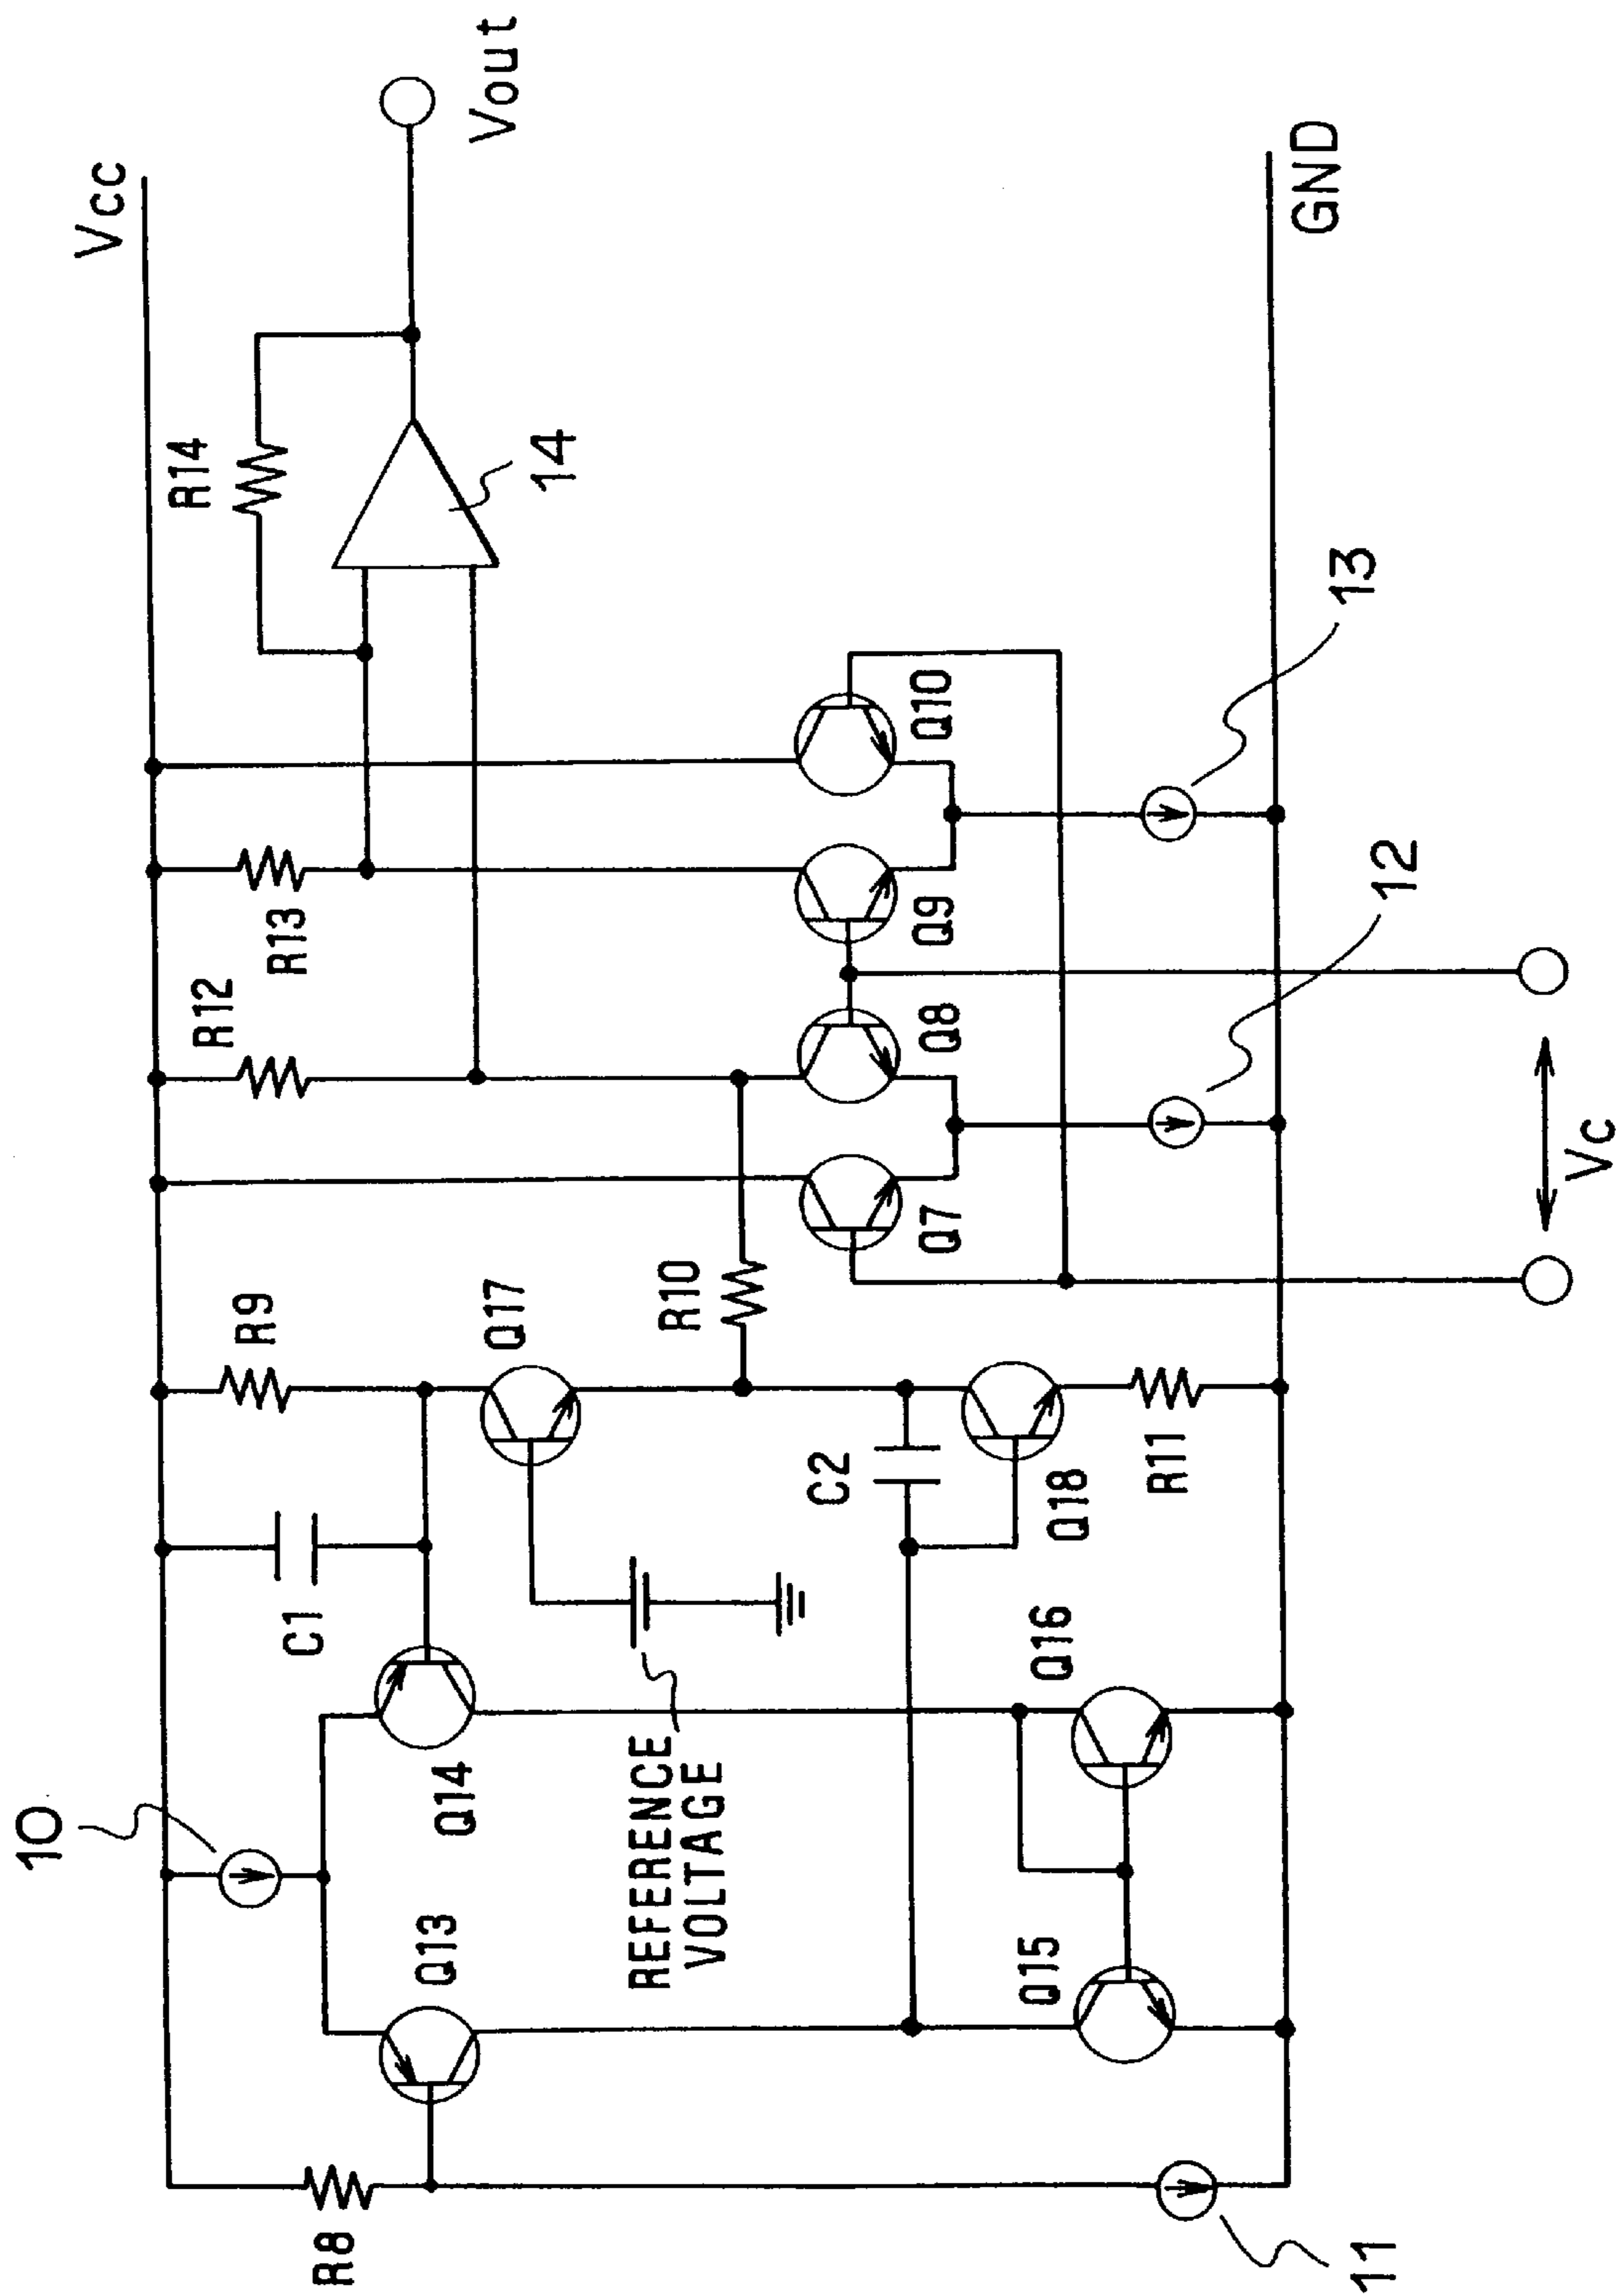 Vcc
Vout
R14
14
GND
13
12
R13
R12
Q10
Q9
Q8
Q7
Vc
R10
R9
Q17
C1
C2
Q18
R11
10
Q14
Q13
REFERENCE
VOLTAGE
Q16
Q15
R8
11